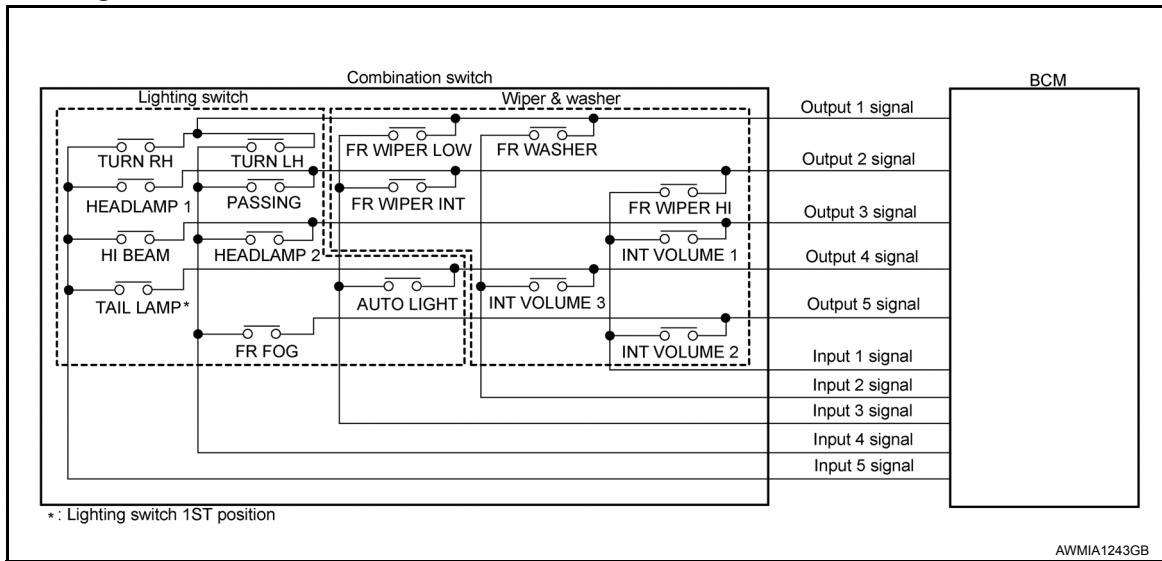 Combination switch
BCM
Lighting switch
Wiper & washer
Output 1 signal
TURN RH
TURN LH
FR WIPER LOW
FR WASHER
Output 2 signal
HEADLAMP 1
PASSING
FR WIPER INT
FR WIPER HI
Output 3 signal
HI BEAM
HEADLAMP 2
INT VOLUME 1
Output 4 signal
TAIL LAMP*
AUTO LIGHT
INT VOLUME 3
Output 5 signal
FR FOG
INT VOLUME 2
Input 1 signal
Input 2 signal
Input 3 signal
Input 4 signal
Input 5 signal
* : Lighting switch 1ST position
AWMIA1243GB